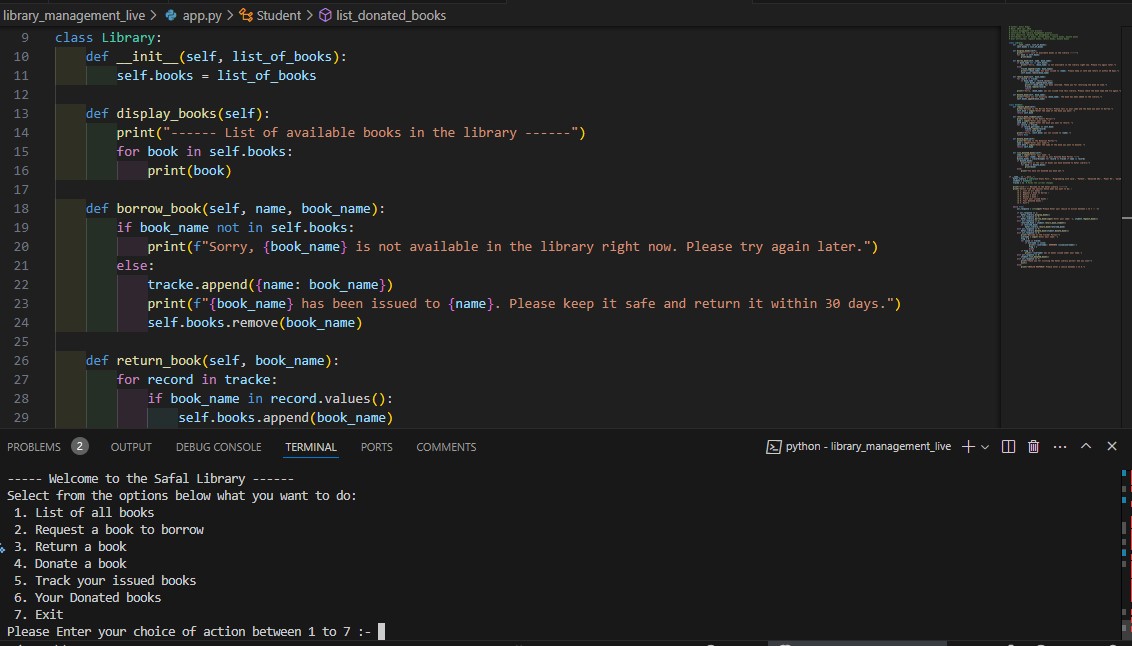 library_management_live > app.py > Student > list_donated_books
9 class Library:
10 def __init__(self, list_of_books):
11 self.books = list_of_books
12
13 def display_books(self):
14 print("------ List of available books in the library ------")
15 for book in self.books:
16 print(book)
17
18 def borrow_book(self, name, book_name):
19 if book_name not in self.books:
20 print(f"Sorry, {book_name} is not available in the library right now. Please try again later.")
21 else:
22 tracke.append({name: book_name})
23 print(f"{book_name} has been issued to {name}. Please keep it safe and return it within 30 days.")
24 self.books.remove(book_name)
25
26 def return_book(self, book_name):
27 for record in tracke:
28 if book_name in record.values():
29 self.books.append(book_name)
PROBLEMS 2 OUTPUT DEBUG CONSOLE TERMINAL PORTS COMMENTS python - library_management_live
----- Welcome to the Safal Library ------
Select from the options below what you want to do:
1. List of all books
2. Request a book to borrow
3. Return a book
4. Donate a book
5. Track your issued books
6. Your Donated books
7. Exit
Please Enter your choice of action between 1 to 7 :-